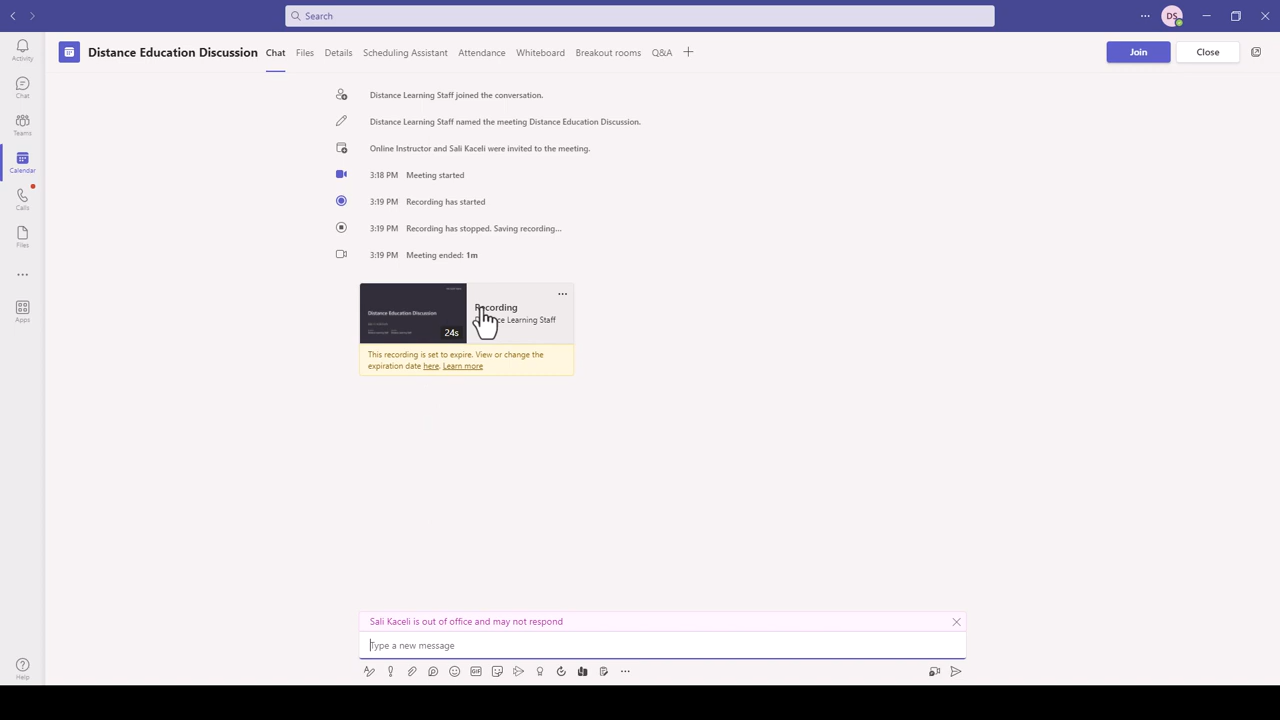 Search
DS
Distance Education Discussion
Chat
Files
Details
Scheduling Assistant
Attendance
Whiteboard
Breakout rooms
Q&A
Join
Close
Activity
Chat
Teams
Calendar
Calls
Files
Apps
Help
Distance Learning Staff joined the conversation.
Distance Learning Staff named the meeting Distance Education Discussion.
Online Instructor and Sali Kaceli were invited to the meeting.
3:18 PM Meeting started
3:19 PM Recording has started
3:19 PM Recording has stopped. Saving recording...
3:19 PM Meeting ended: 1m
Distance Education Discussion
24s
Recording
Learning Staff
This recording is set to expire. View or change the
expiration date here. Learn more
Sali Kaceli is out of office and may not respond
Type a new message
GIF